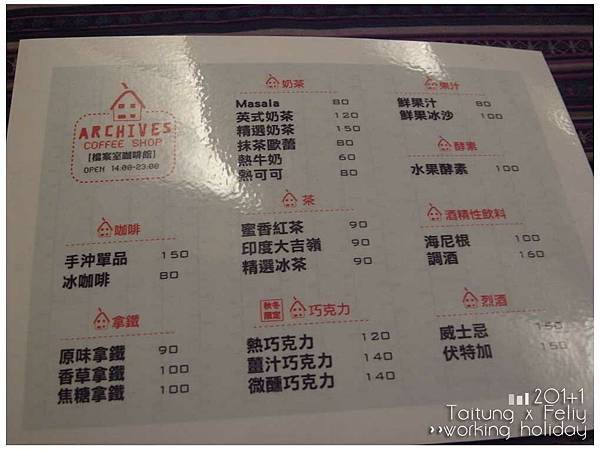 ARCHIVES
COFFEE SHOP
[檔案室咖啡館]
OPEN 14:00-23:00
咖啡
手沖單品 150
冰咖啡 80
拿鐵
原味拿鐵 90
香草拿鐵 100
焦糖拿鐵 100
奶茶
Masala 80
英式奶茶 120
精選奶茶 150
抹茶歐蕾 80
熱牛奶 60
熱可可 80
茶
蜜香紅茶 90
印度大吉嶺 90
精選冰茶 90
秋冬
限定
巧克力
熱巧克力 120
薑汁巧克力 140
微醺巧克力 140
果汁
鮮果汁 80
鮮果冰沙 100
酵素
水果酵素 100
酒精性飲料
海尼根 100
調酒 160
烈酒
威士忌 150
伏特加 150
201+1
Taitung x Feliy
››working holiday